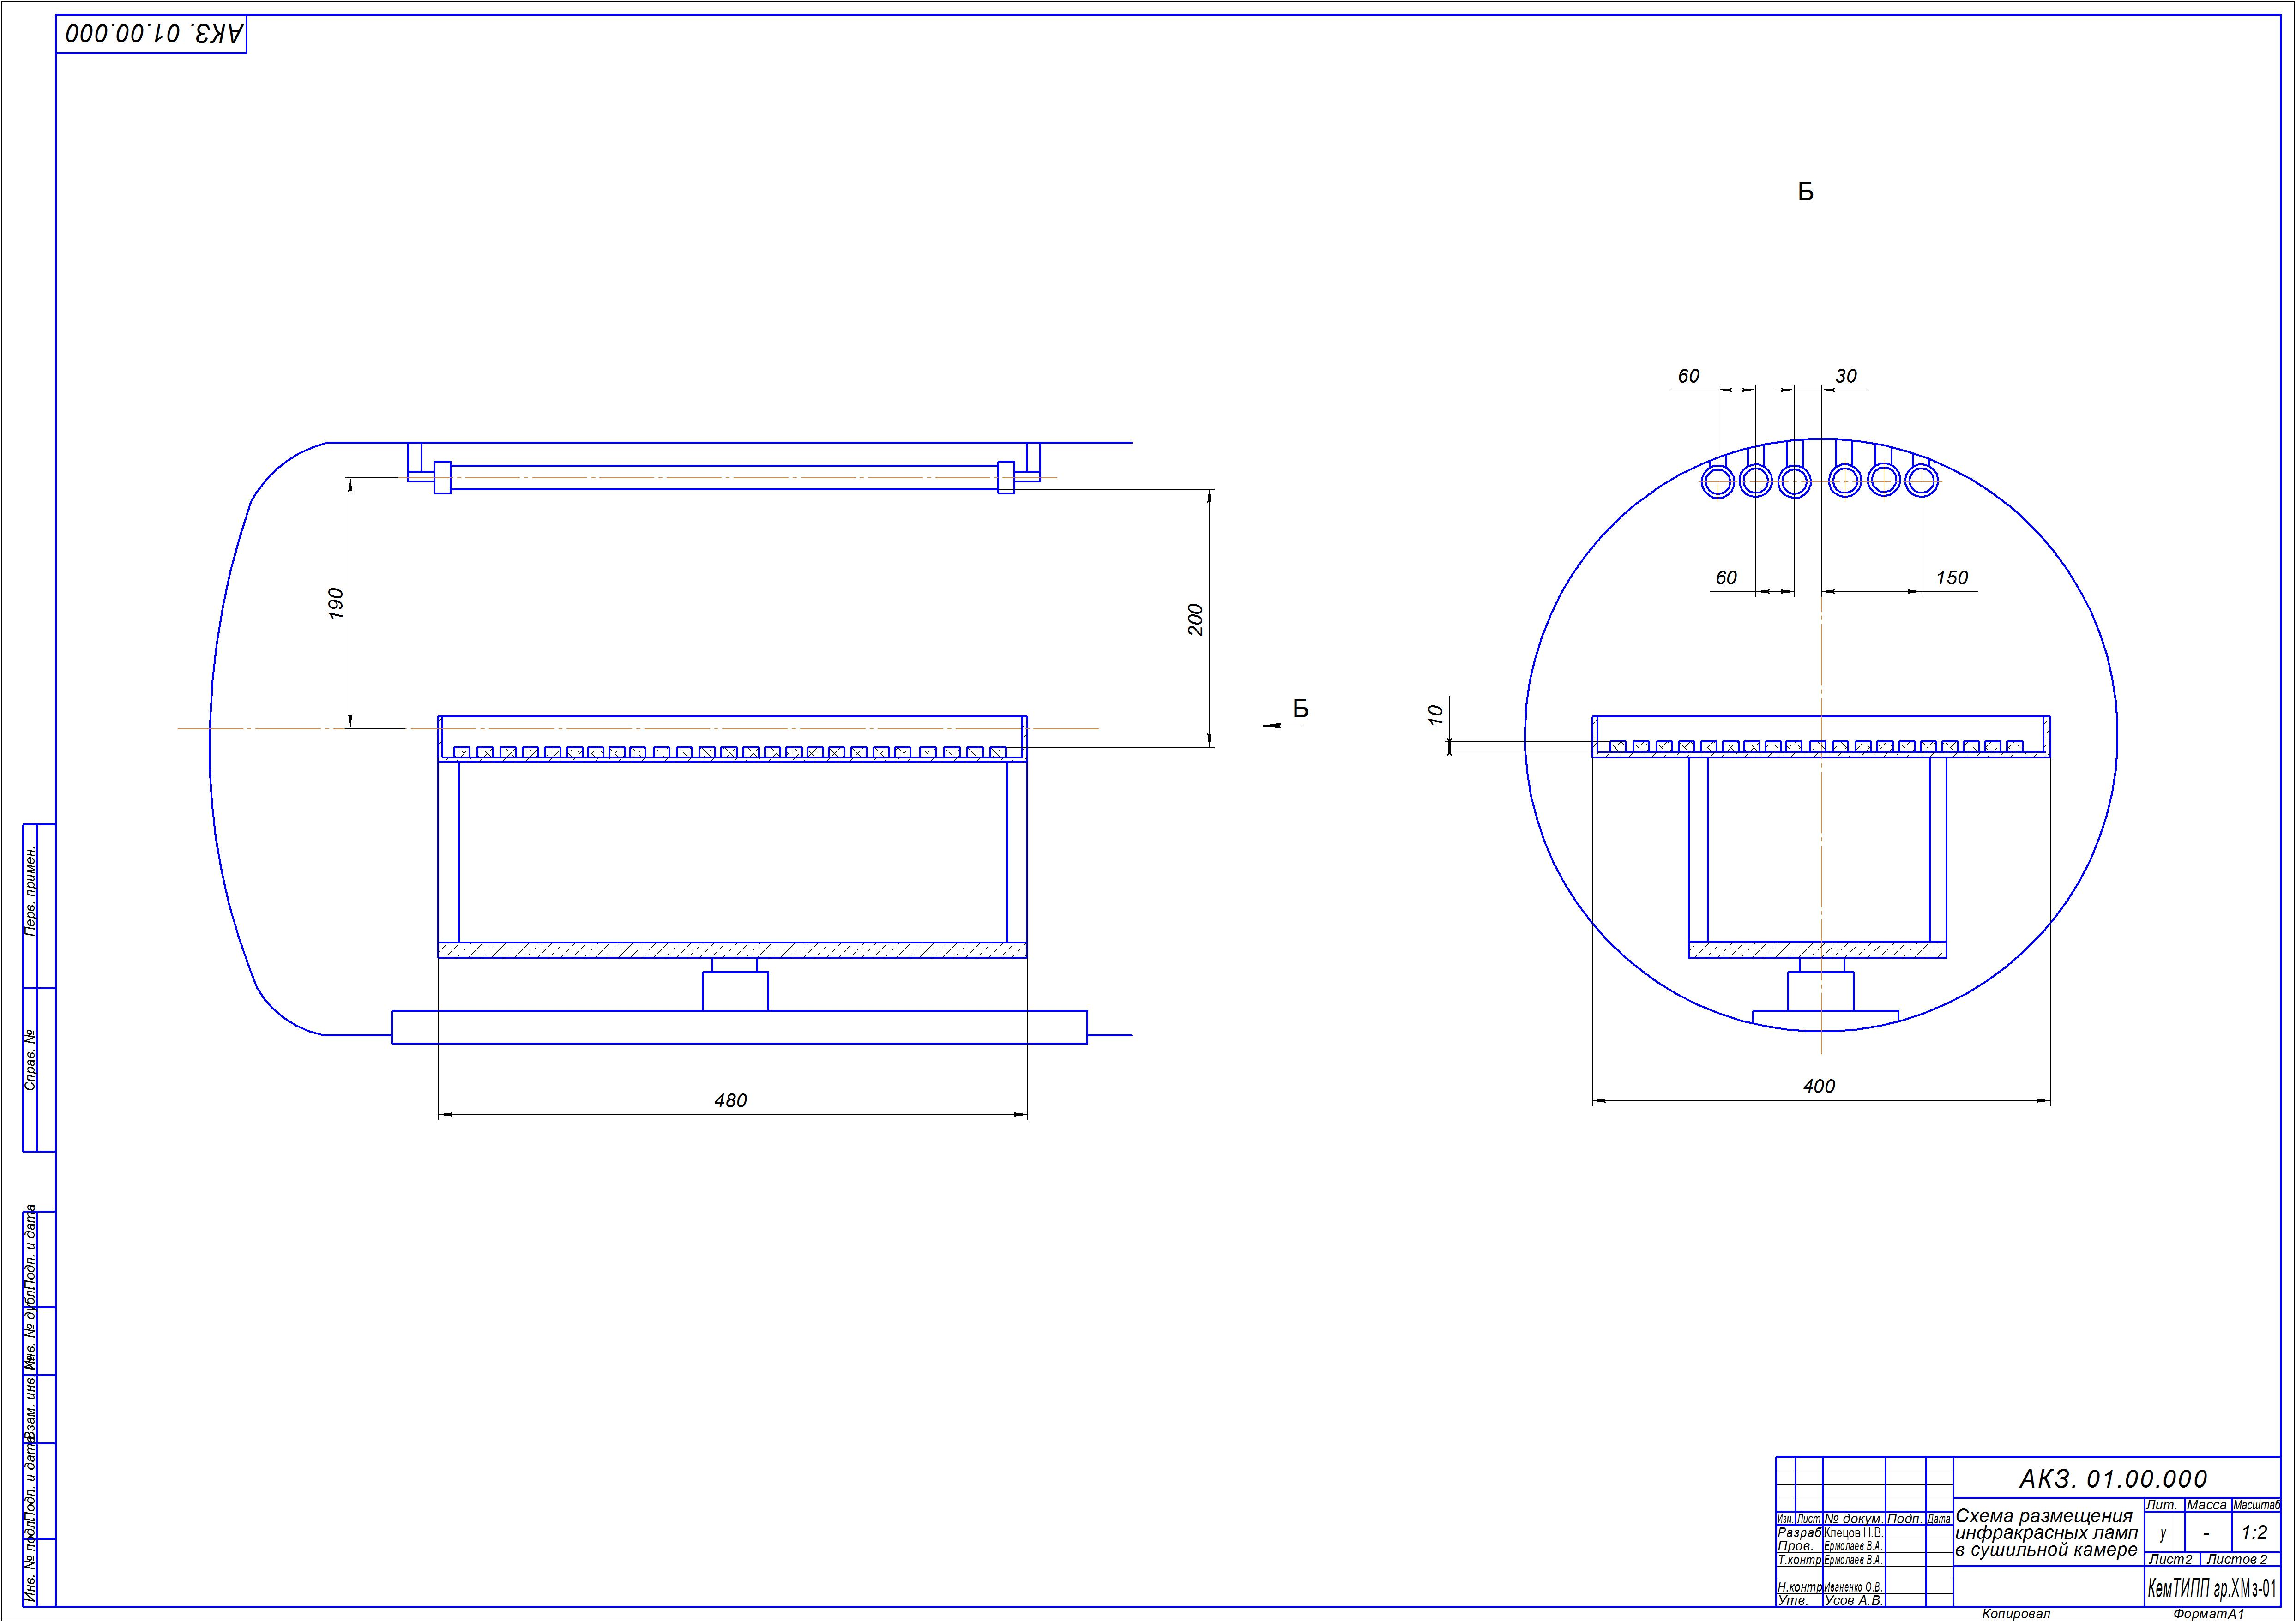 АКЗ. 01.00.000
Б
60
30
60
150
190
200
Б
10
480
400
Перв. примен.
Справ. №
Подп. и дата
Инв. № дубл.
Взам. инв. №
Подп. и дата
Инв. № подл.
АКЗ. 01.00.000
Схема размещения
инфракрасных ламп
в сушильной камере
Лит. Масса Масштаб
у - 1:2
Лист2 Листов 2
КемТИПП гр.ХМз-01
Изм. Лист № докум. Подп. Дата
Разраб Клецов Н.В.
Пров. Ермолаев В.А.
Т.контр Ермолаев В.А.
Н.контр Иваненко О.В.
Утв. Усов А.В.
Копировал ФорматА1